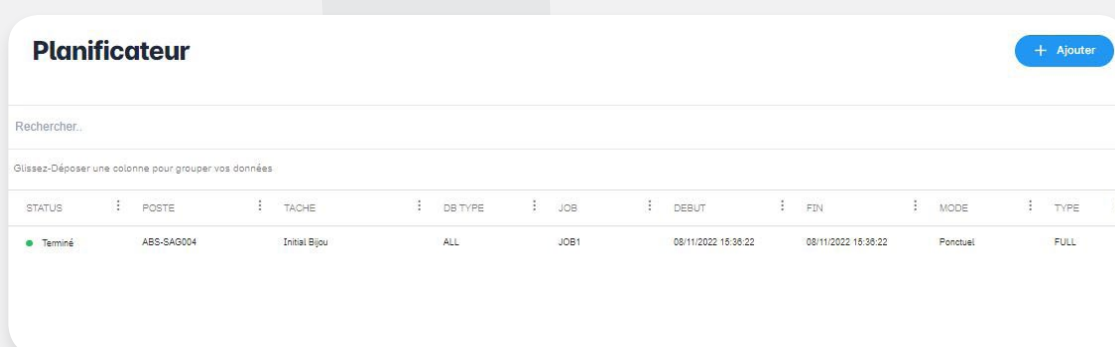 Planificateur
+ Ajouter
Rechercher..
Glissez-Déposer une colonne pour grouper vos données
STATUS POSTE TACHE DB TYPE JOB DEBUT FIN MODE TYPE
Terminé ABS-SAG004 Initial Bijou ALL JOB1 08/11/2022 15:36:22 08/11/2022 15:36:22 Ponctuel FULL